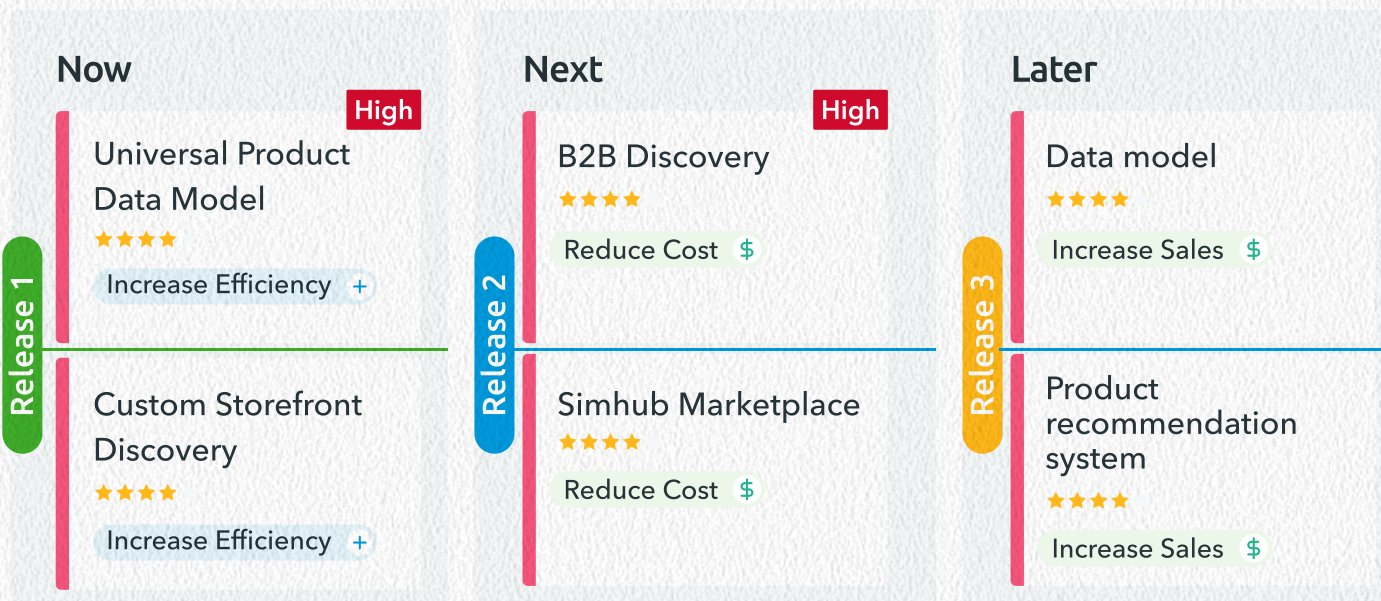 Now
High
Universal Product
Data Model
Increase Efficiency +
Release 1
Custom Storefront
Discovery
Increase Efficiency +
Next
High
B2B Discovery
Reduce Cost $
Release 2
Simhub Marketplace
Reduce Cost $
Later
Data model
Increase Sales $
Release 3
Product
recommendation
system
Increase Sales $